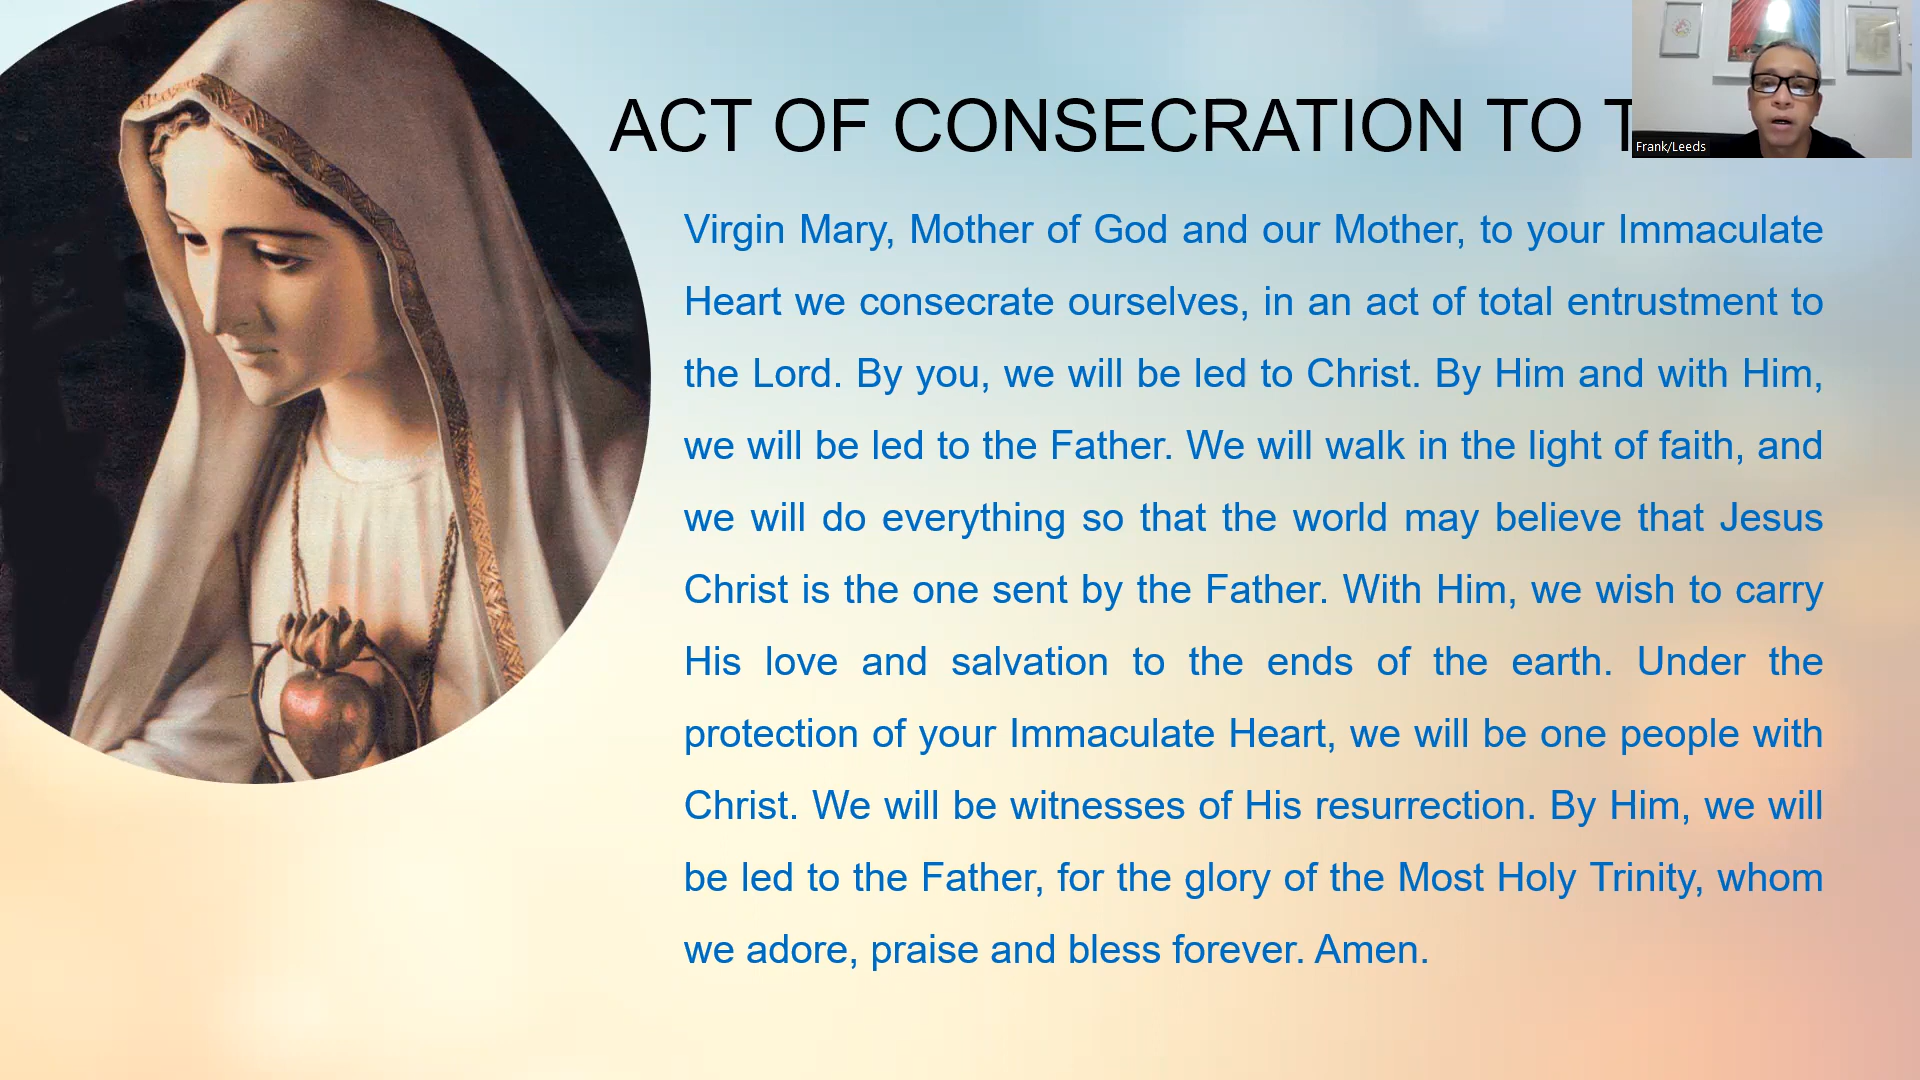 ACT OF CONSECRATION TO T
Frank/Leeds
Virgin Mary, Mother of God and our Mother, to your Immaculate
Heart we consecrate ourselves, in an act of total entrustment to
the Lord. By you, we will be led to Christ. By Him and with Him,
we will be led to the Father. We will walk in the light of faith, and
we will do everything so that the world may believe that Jesus
Christ is the one sent by the Father. With Him, we wish to carry
His love and salvation to the ends of the earth. Under the
protection of your Immaculate Heart, we will be one people with
Christ. We will be witnesses of His resurrection. By Him, we will
be led to the Father, for the glory of the Most Holy Trinity, whom
we adore, praise and bless forever. Amen.